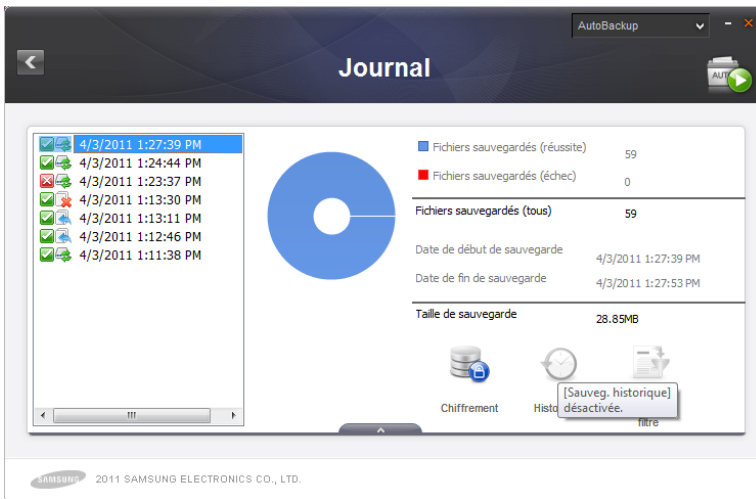 AutoBackup
Journal
AUT
4/3/2011 1:27:39 PM
4/3/2011 1:24:44 PM
4/3/2011 1:23:37 PM
4/3/2011 1:13:30 PM
4/3/2011 1:13:11 PM
4/3/2011 1:12:46 PM
4/3/2011 1:11:38 PM
Fichiers sauvegardés (réussite) 59
Fichiers sauvegardés (échec) 0
Fichiers sauvegardés (tous) 59
Date de début de sauvegarde 4/3/2011 1:27:39 PM
Date de fin de sauvegarde 4/3/2011 1:27:53 PM
Taille de sauvegarde 28.85MB
Chiffrement
Histo
[Sauveg. historique]
désactivée.
filtre
SAMSUNG 2011 SAMSUNG ELECTRONICS CO., LTD.